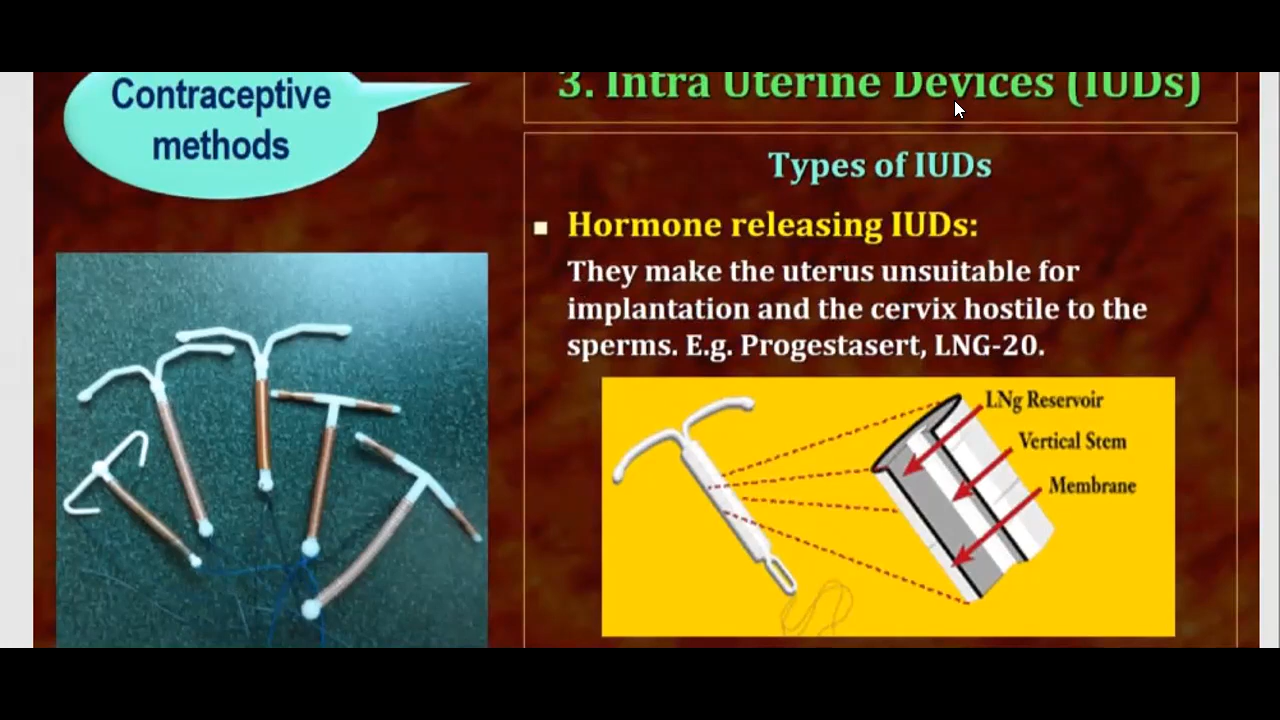 Contraceptive
methods
3. Intra Uterine Devices (IUDs)
Types of IUDs
Hormone releasing IUDs:
They make the uterus unsuitable for
implantation and the cervix hostile to the
sperms. E.g. Progestasert, LNG-20.
LNg Reservoir
Vertical Stem
Membrane